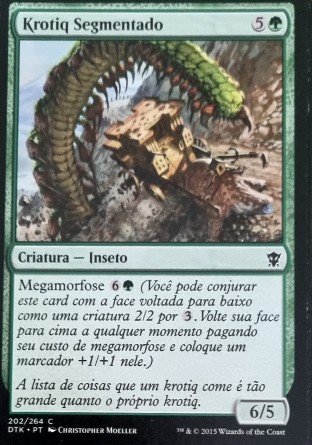 Krotiq Segmentado 5
Criatura — Inseto
Megamorfose 6 (Você pode conjurar
este card com a face voltada para baixo
como uma criatura 2/2 por 3. Volte sua face
para cima a qualquer momento pagando
seu custo de megamorfose e coloque um
marcador +1/+1 nele.)
A lista de coisas que um krotiq come é tão
grande quanto o próprio krotiq.
6/5
202/264 C
DTK • PT Christopher Moeller
™ & © 2015 Wizards of the Coast